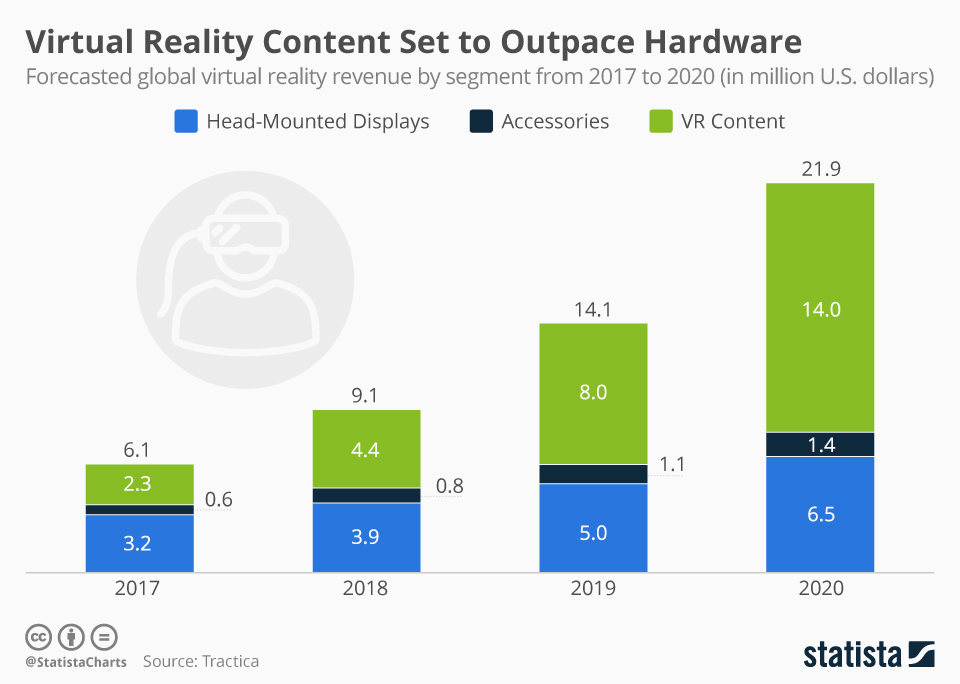 Virtual Reality Content Set to Outpace Hardware
Forecasted global virtual reality revenue by segment from 2017 to 2020 (in million U.S. dollars)
Head-Mounted Displays Accessories VR Content
21.9
14.0
14.1
8.0
9.1
4.4
6.1
2.3
1.4
1.1
0.8
0.6
6.5
5.0
3.9
3.2
2017 2018 2019 2020
cc
@StatistaCharts Source: Tractica
statista